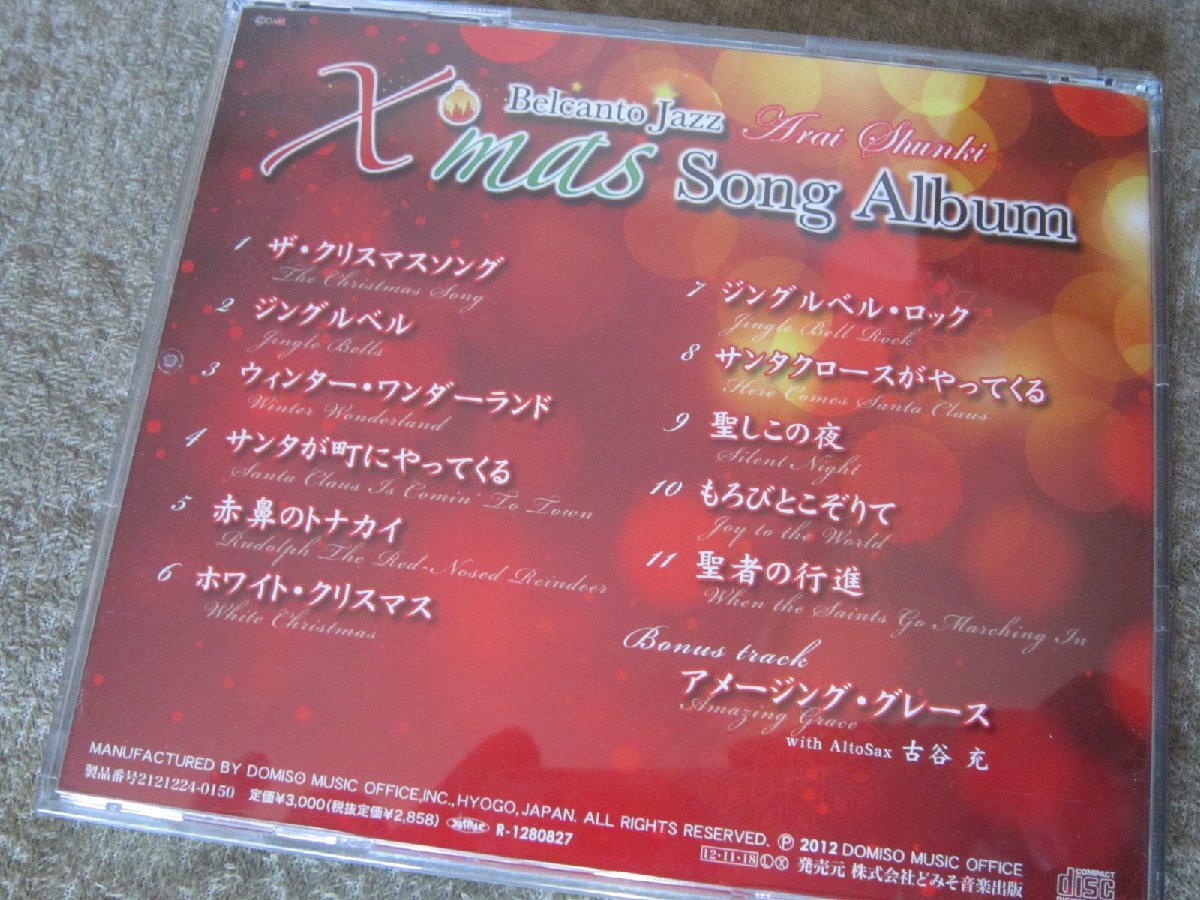 Belcanto Jazz Arai Shunki
X'mas Song Album
1 ザ・クリスマスソング
The Christmas Song
2 ジングルベル
Jingle Bells
3 ウィンター・ワンダーランド
Winter Wonderland
4 サンタが町にやってくる
Santa Claus Is Comin' To Town
5 赤鼻のトナカイ
Rudolph The Red-Nosed Reindeer
6 ホワイト・クリスマス
White Christmas
7 ジングルベル・ロック
Jingle Bell Rock
8 サンタクロースがやってくる
Here Comes Santa Claus
9 聖しこの夜
Silent Night
10 もろびとこぞりて
Joy to the World
11 聖者の行進
When the Saints Go Marching In
Bonus track
アメージング・グレース
Amazing Grace
with AltoSax 古谷 充
MANUFACTURED BY DOMISO MUSIC OFFICE,INC., HYOGO, JAPAN. ALL RIGHTS RESERVED. Ⓟ 2012 DOMISO MUSIC OFFICE
製品番号2121224-0150 定価¥3,000(税抜定価¥2,858) R-1280827
12・11・18 Ⓛ Ⓧ 発売元 株式会社どみそ音楽出版
COMPACT
disc